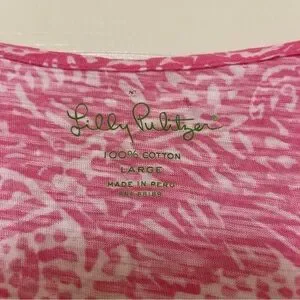 Lilly Pulitzer
100% COTTON
LARGE
MADE IN PERU